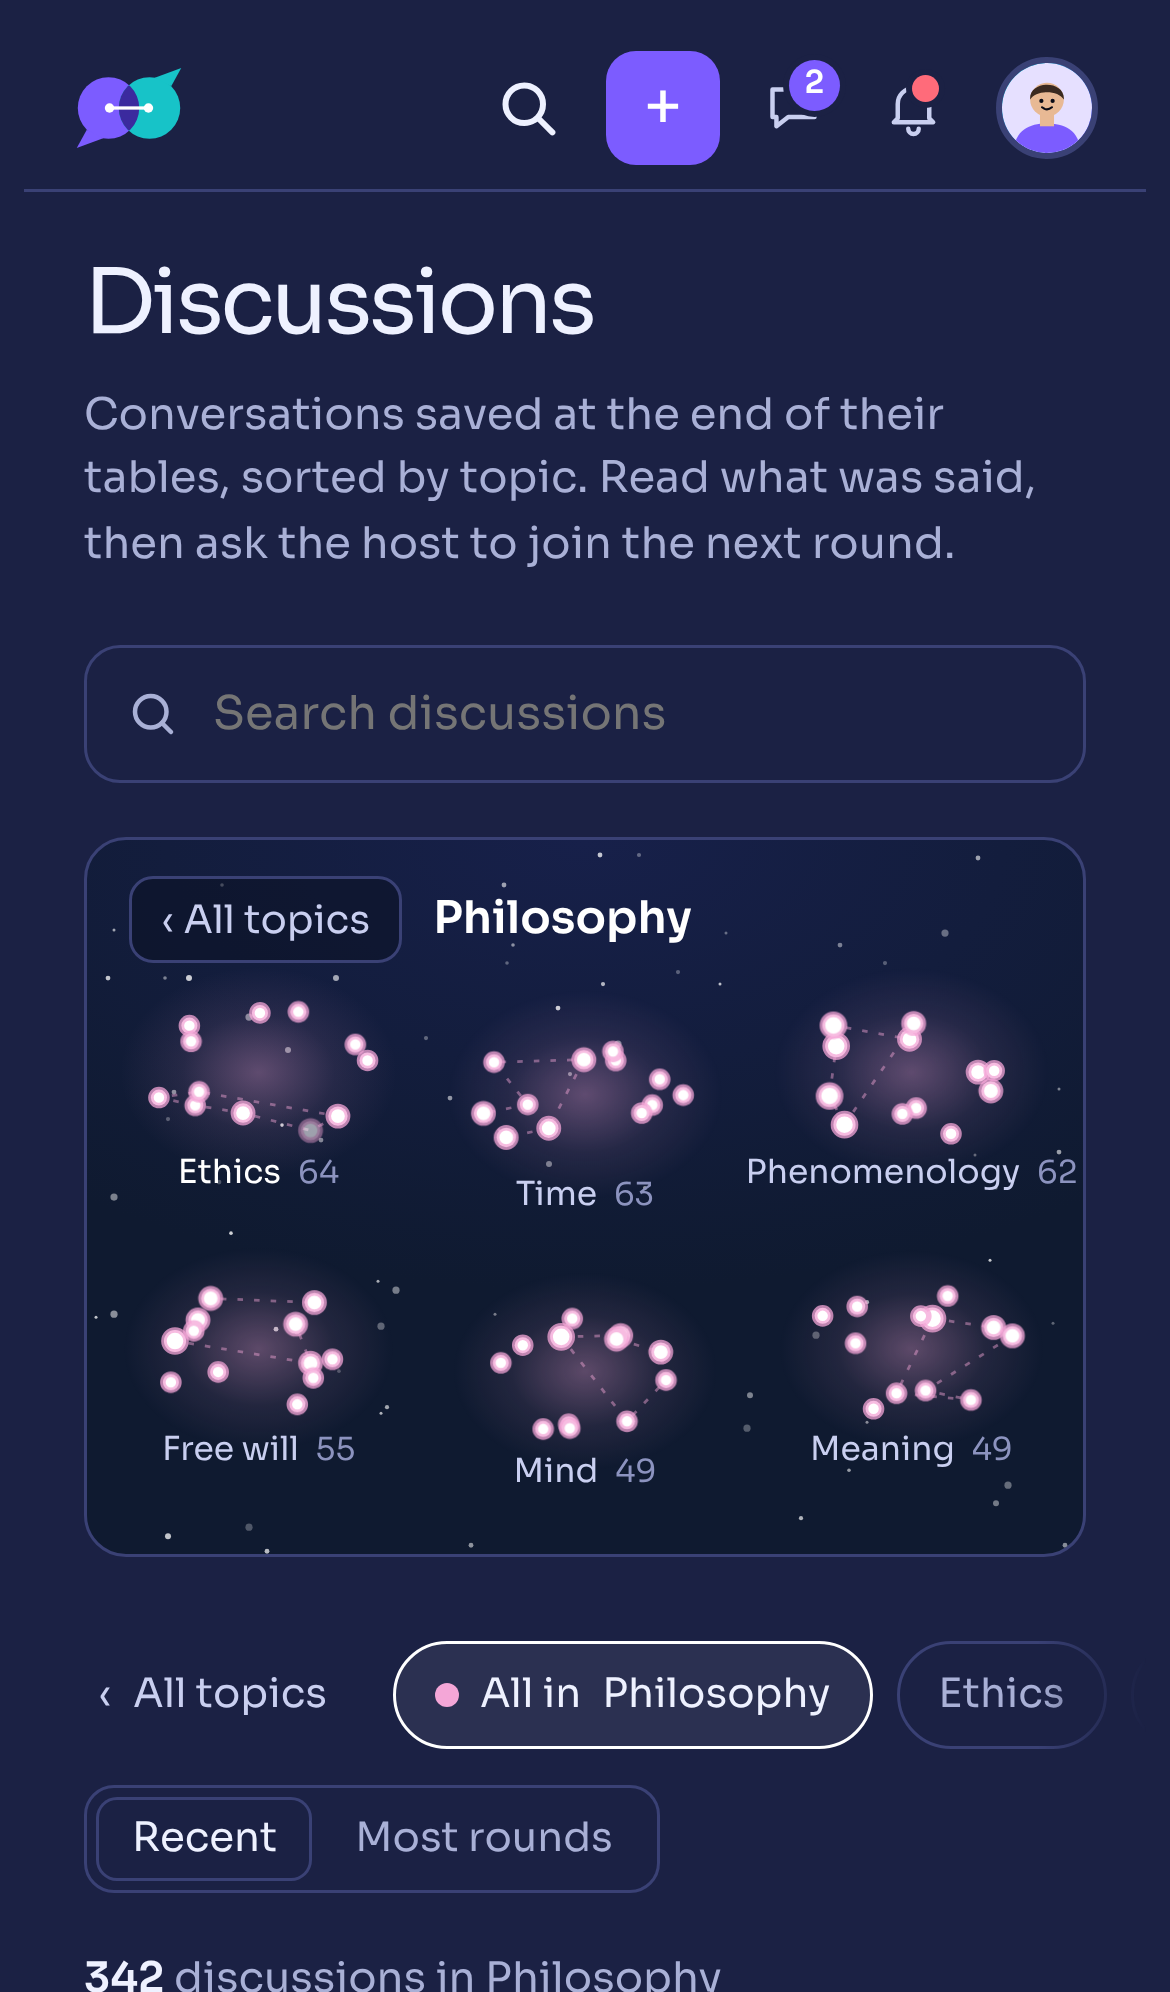 2
Discussions
Conversations saved at the end of their
tables, sorted by topic. Read what was said,
then ask the host to join the next round.
Search discussions
‹ All topics
Philosophy
Ethics 64
Time 63
Phenomenology 62
Free will 55
Mind 49
Meaning 49
‹ All topics
All in Philosophy
Ethics
Recent
Most rounds
342 discussions in Philosophy